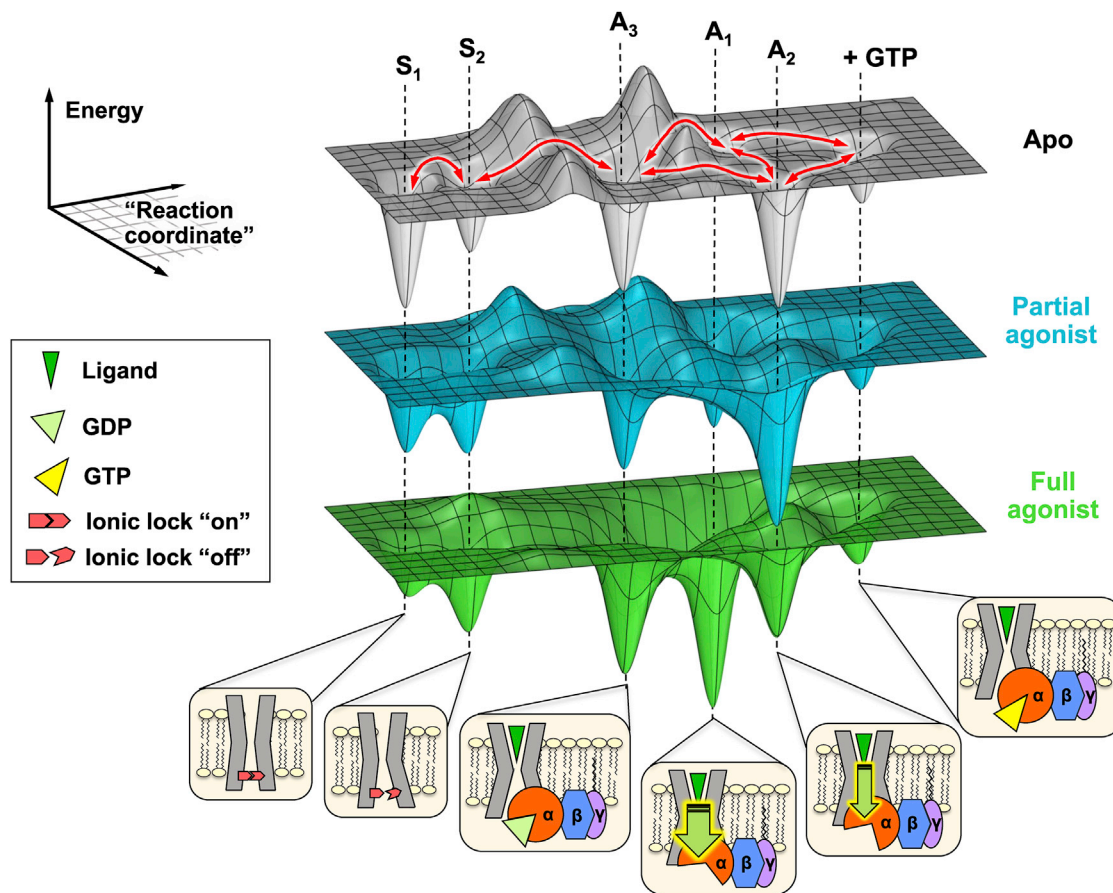 S1
S2
A3
A1
A2
+ GTP
Energy
“Reaction
coordinate”
Apo
Partial
agonist
Full
agonist
Ligand
GDP
GTP
Ionic lock “on”
Ionic lock “off”
α
β
γ
α
β
γ
α
β
γ
α
β
γ